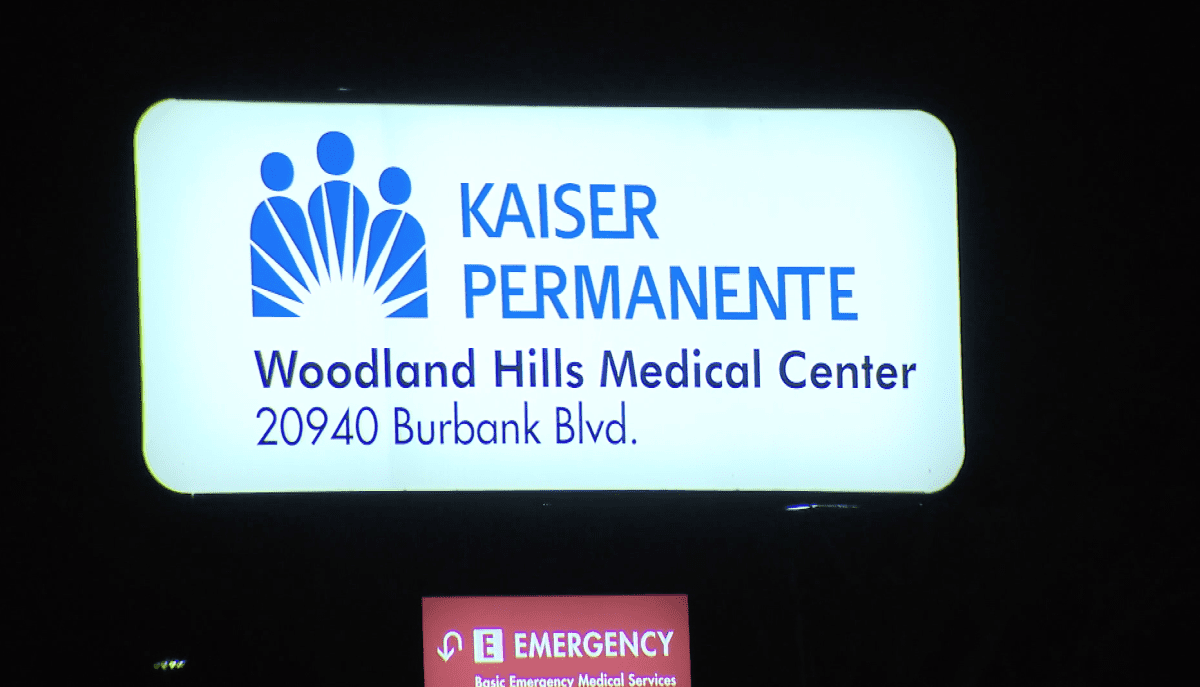 KAISER
PERMANENTE
Woodland Hills Medical Center
20940 Burbank Blvd.
E EMERGENCY
Basic Emergency Medical Services